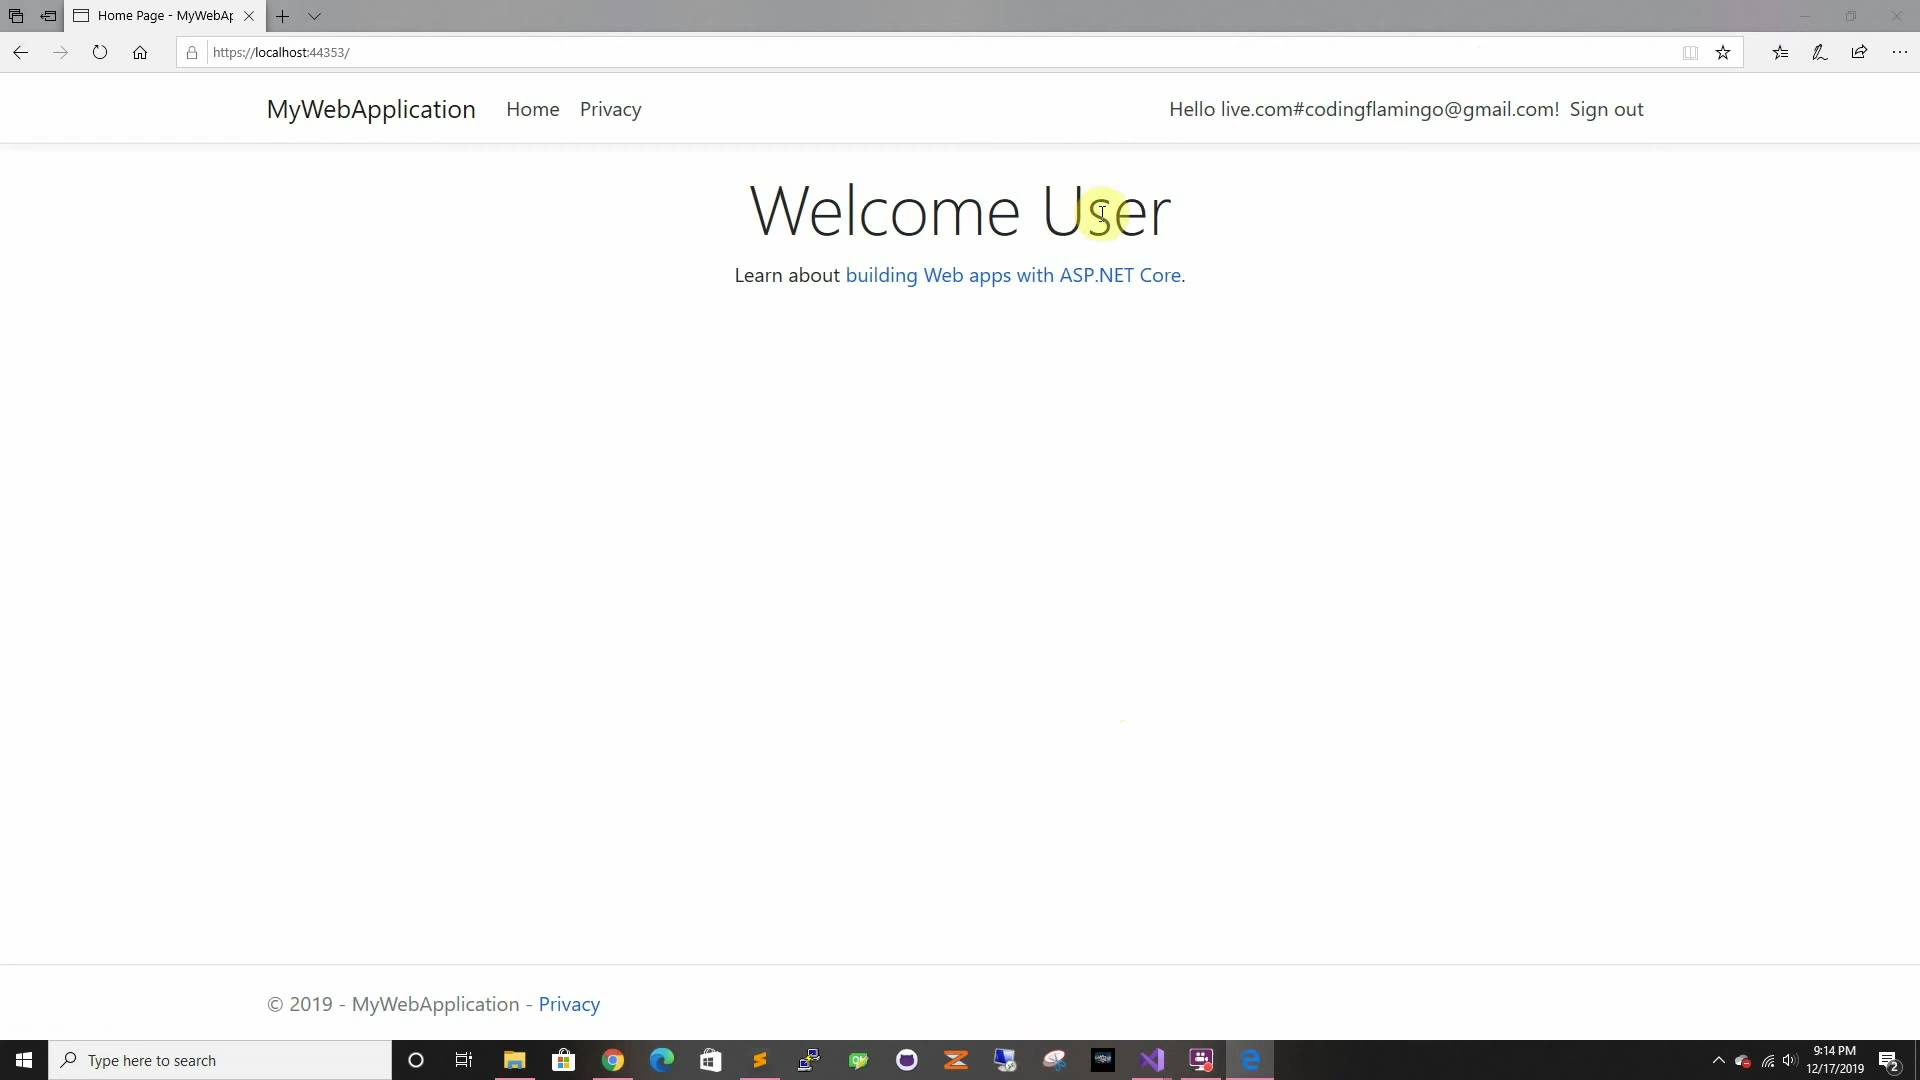 Home Page - MyWebAp
https://localhost:44353/
MyWebApplication Home Privacy Hello live.com#codingflamingo@gmail.com! Sign out
Welcome User
Learn about building Web apps with ASP.NET Core.
© 2019 - MyWebApplication - Privacy
Type here to search
9:14 PM
12/17/2019
2